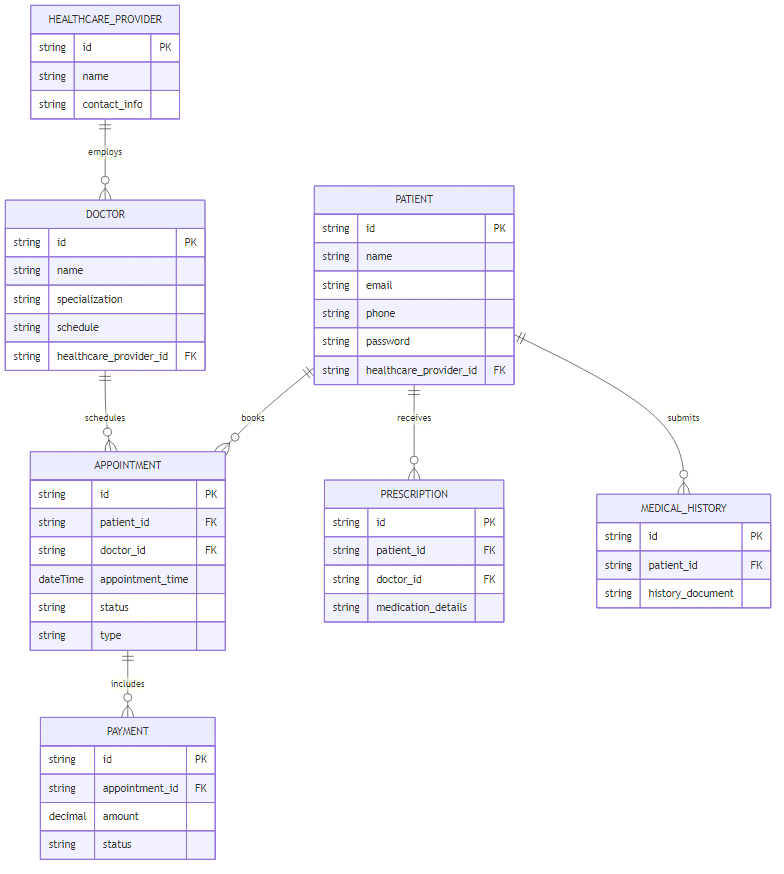 HEALTHCARE_PROVIDER
string id PK
string name
string contact_info
employs
DOCTOR
string id PK
string name
string specialization
string schedule
string healthcare_provider_id FK
PATIENT
string id PK
string name
string email
string phone
string password
string healthcare_provider_id FK
schedules
books
receives
submits
APPOINTMENT
string id PK
string patient_id FK
string doctor_id FK
dateTime appointment_time
string status
string type
PRESCRIPTION
string id PK
string patient_id FK
string doctor_id FK
string medication_details
MEDICAL_HISTORY
string id PK
string patient_id FK
string history_document
includes
PAYMENT
string id PK
string appointment_id FK
decimal amount
string status